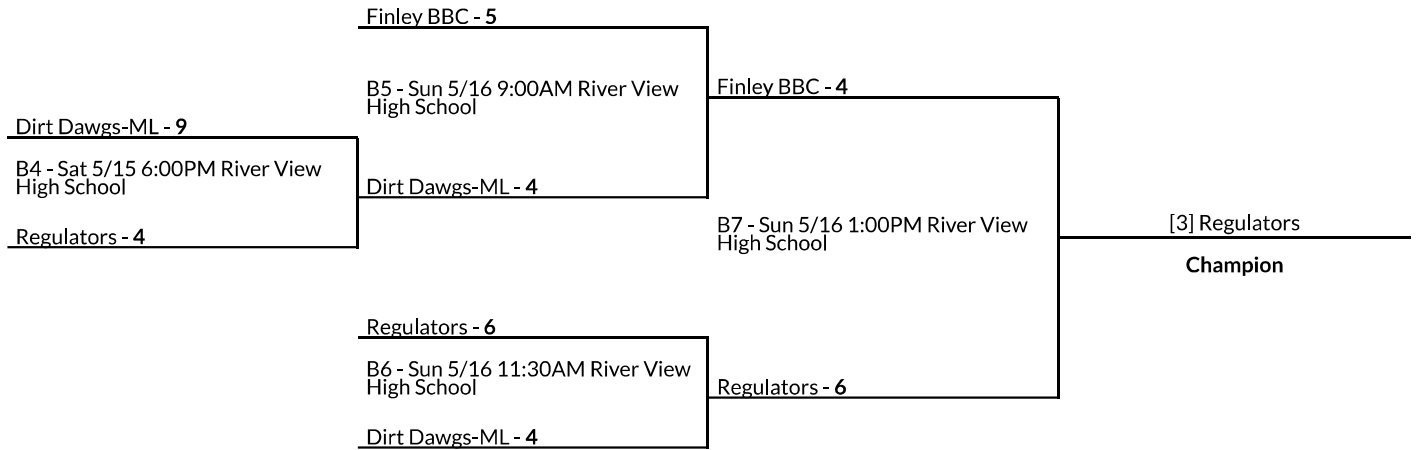 Finley BBC - 5
B5 - Sun 5/16 9:00AM River View
High School
Finley BBC - 4
Dirt Dawgs-ML - 9
B4 - Sat 5/15 6:00PM River View
High School
Dirt Dawgs-ML - 4
Regulators - 4
B7 - Sun 5/16 1:00PM River View
High School
[3] Regulators
Champion
Regulators - 6
B6 - Sun 5/16 11:30AM River View
High School
Regulators - 6
Dirt Dawgs-ML - 4